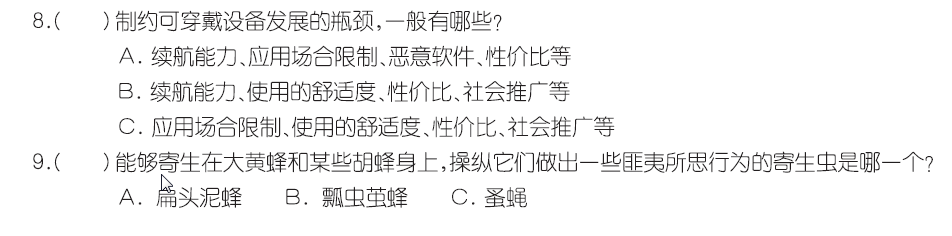 8.(　　)制约可穿戴设备发展的瓶颈,一般有哪些?
A. 续航能力、应用场合限制、恶意软件、性价比等
B. 续航能力、使用的舒适度、性价比、社会推广等
C. 应用场合限制、使用的舒适度、性价比、社会推广等
9.(　　)能够寄生在大黄蜂和某些胡蜂身上,操纵它们做出一些匪夷所思行为的寄生虫是哪一个?
A. 扁头泥蜂　B. 瓢虫茧蜂　C. 蚤蝇